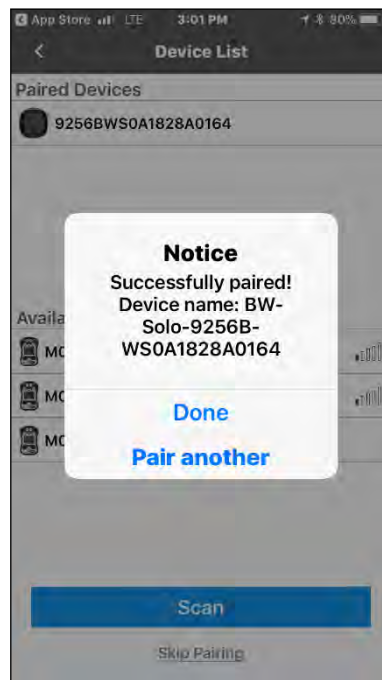 App Store LTE 3:01 PM 90%
Device List
Paired Devices
9256BWS0A1828A0164
Notice
Successfully paired!
Device name: BW-
Solo-9256B-
WS0A1828A0164
Availa
MC
MC
MC
Done
Pair another
Scan
Skip Pairing